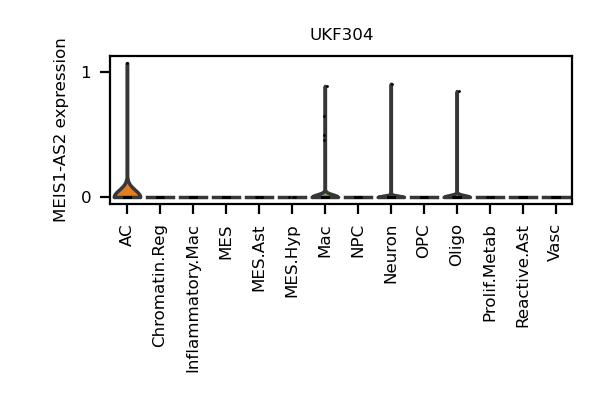 UKF304
MEIS1-AS2 expression
1
0
AC
Chromatin.Reg
Inflammatory.Mac
MES
MES.Ast
MES.Hyp
Mac
NPC
Neuron
OPC
Oligo
Prolif.Metab
Reactive.Ast
Vasc